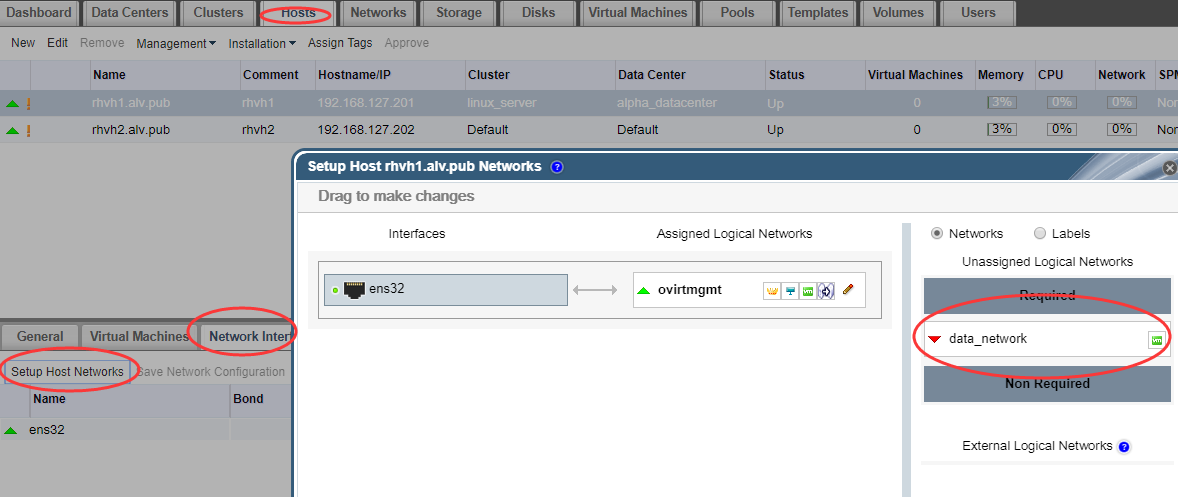 Dashboard Data Centers Clusters Hosts Networks Storage Disks Virtual Machines Pools Templates Volumes Users
New Edit Remove Management Installation Assign Tags Approve
Name Comment Hostname/IP Cluster Data Center Status Virtual Machines Memory CPU Network SPM
rhvh1.alv.pub rhvh1 192.168.127.201 linux_server alpha_datacenter Up 0 3% 0% 0% Nor
rhvh2.alv.pub rhvh2 192.168.127.202 Default Default Up 0 3% 0% 0% Nor
Setup Host rhvh1.alv.pub Networks ?
Drag to make changes
Interfaces Assigned Logical Networks
Networks Labels
Unassigned Logical Networks
ens32 ovirtmgmt vm
Required
data_network vm
Non Required
External Logical Networks ?
General Virtual Machines Network Interf
Setup Host Networks Save Network Configuration
Name Bond
ens32